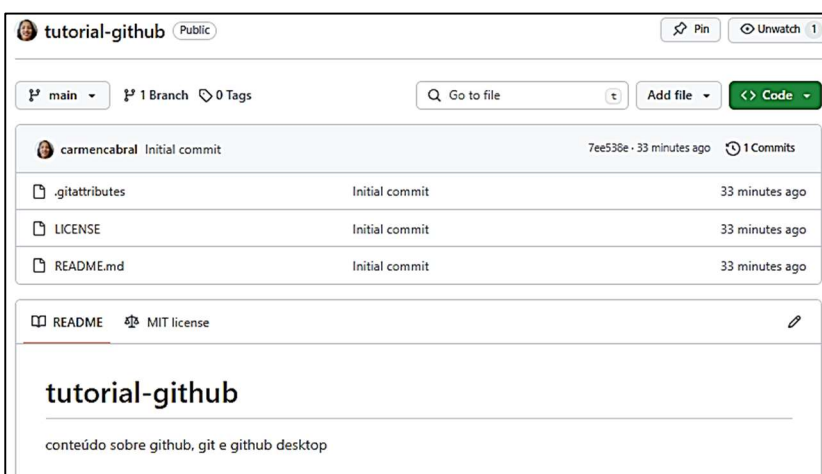 tutorial-github Public Pin Unwatch 1
main 1 Branch 0 Tags Go to file t Add file <> Code
carmencabral Initial commit 7ee538e · 33 minutes ago 1 Commits
.gitattributes Initial commit 33 minutes ago
LICENSE Initial commit 33 minutes ago
README.md Initial commit 33 minutes ago
README MIT license
tutorial-github
conteúdo sobre github, git e github desktop